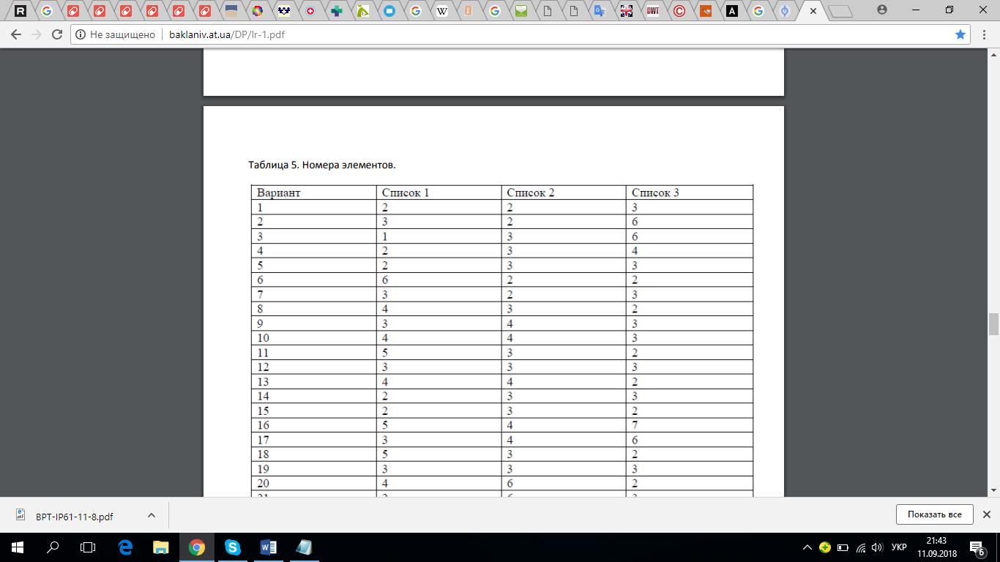 Не защищено baklaniv.at.ua/DP/lr-1.pdf
Таблица 5. Номера элементов.
Вариант Список 1 Список 2 Список 3
1 2 2 3
2 3 2 6
3 1 3 6
4 2 3 4
5 2 3 3
6 6 2 2
7 3 2 3
8 4 3 2
9 3 4 3
10 4 4 3
11 5 3 2
12 3 3 3
13 4 4 2
14 2 3 3
15 2 3 2
16 5 4 7
17 3 4 6
18 5 3 2
19 3 3 3
20 4 6 2
BPT-IP61-11-8.pdf Показать все
УКР 21:43
11.09.2018 6